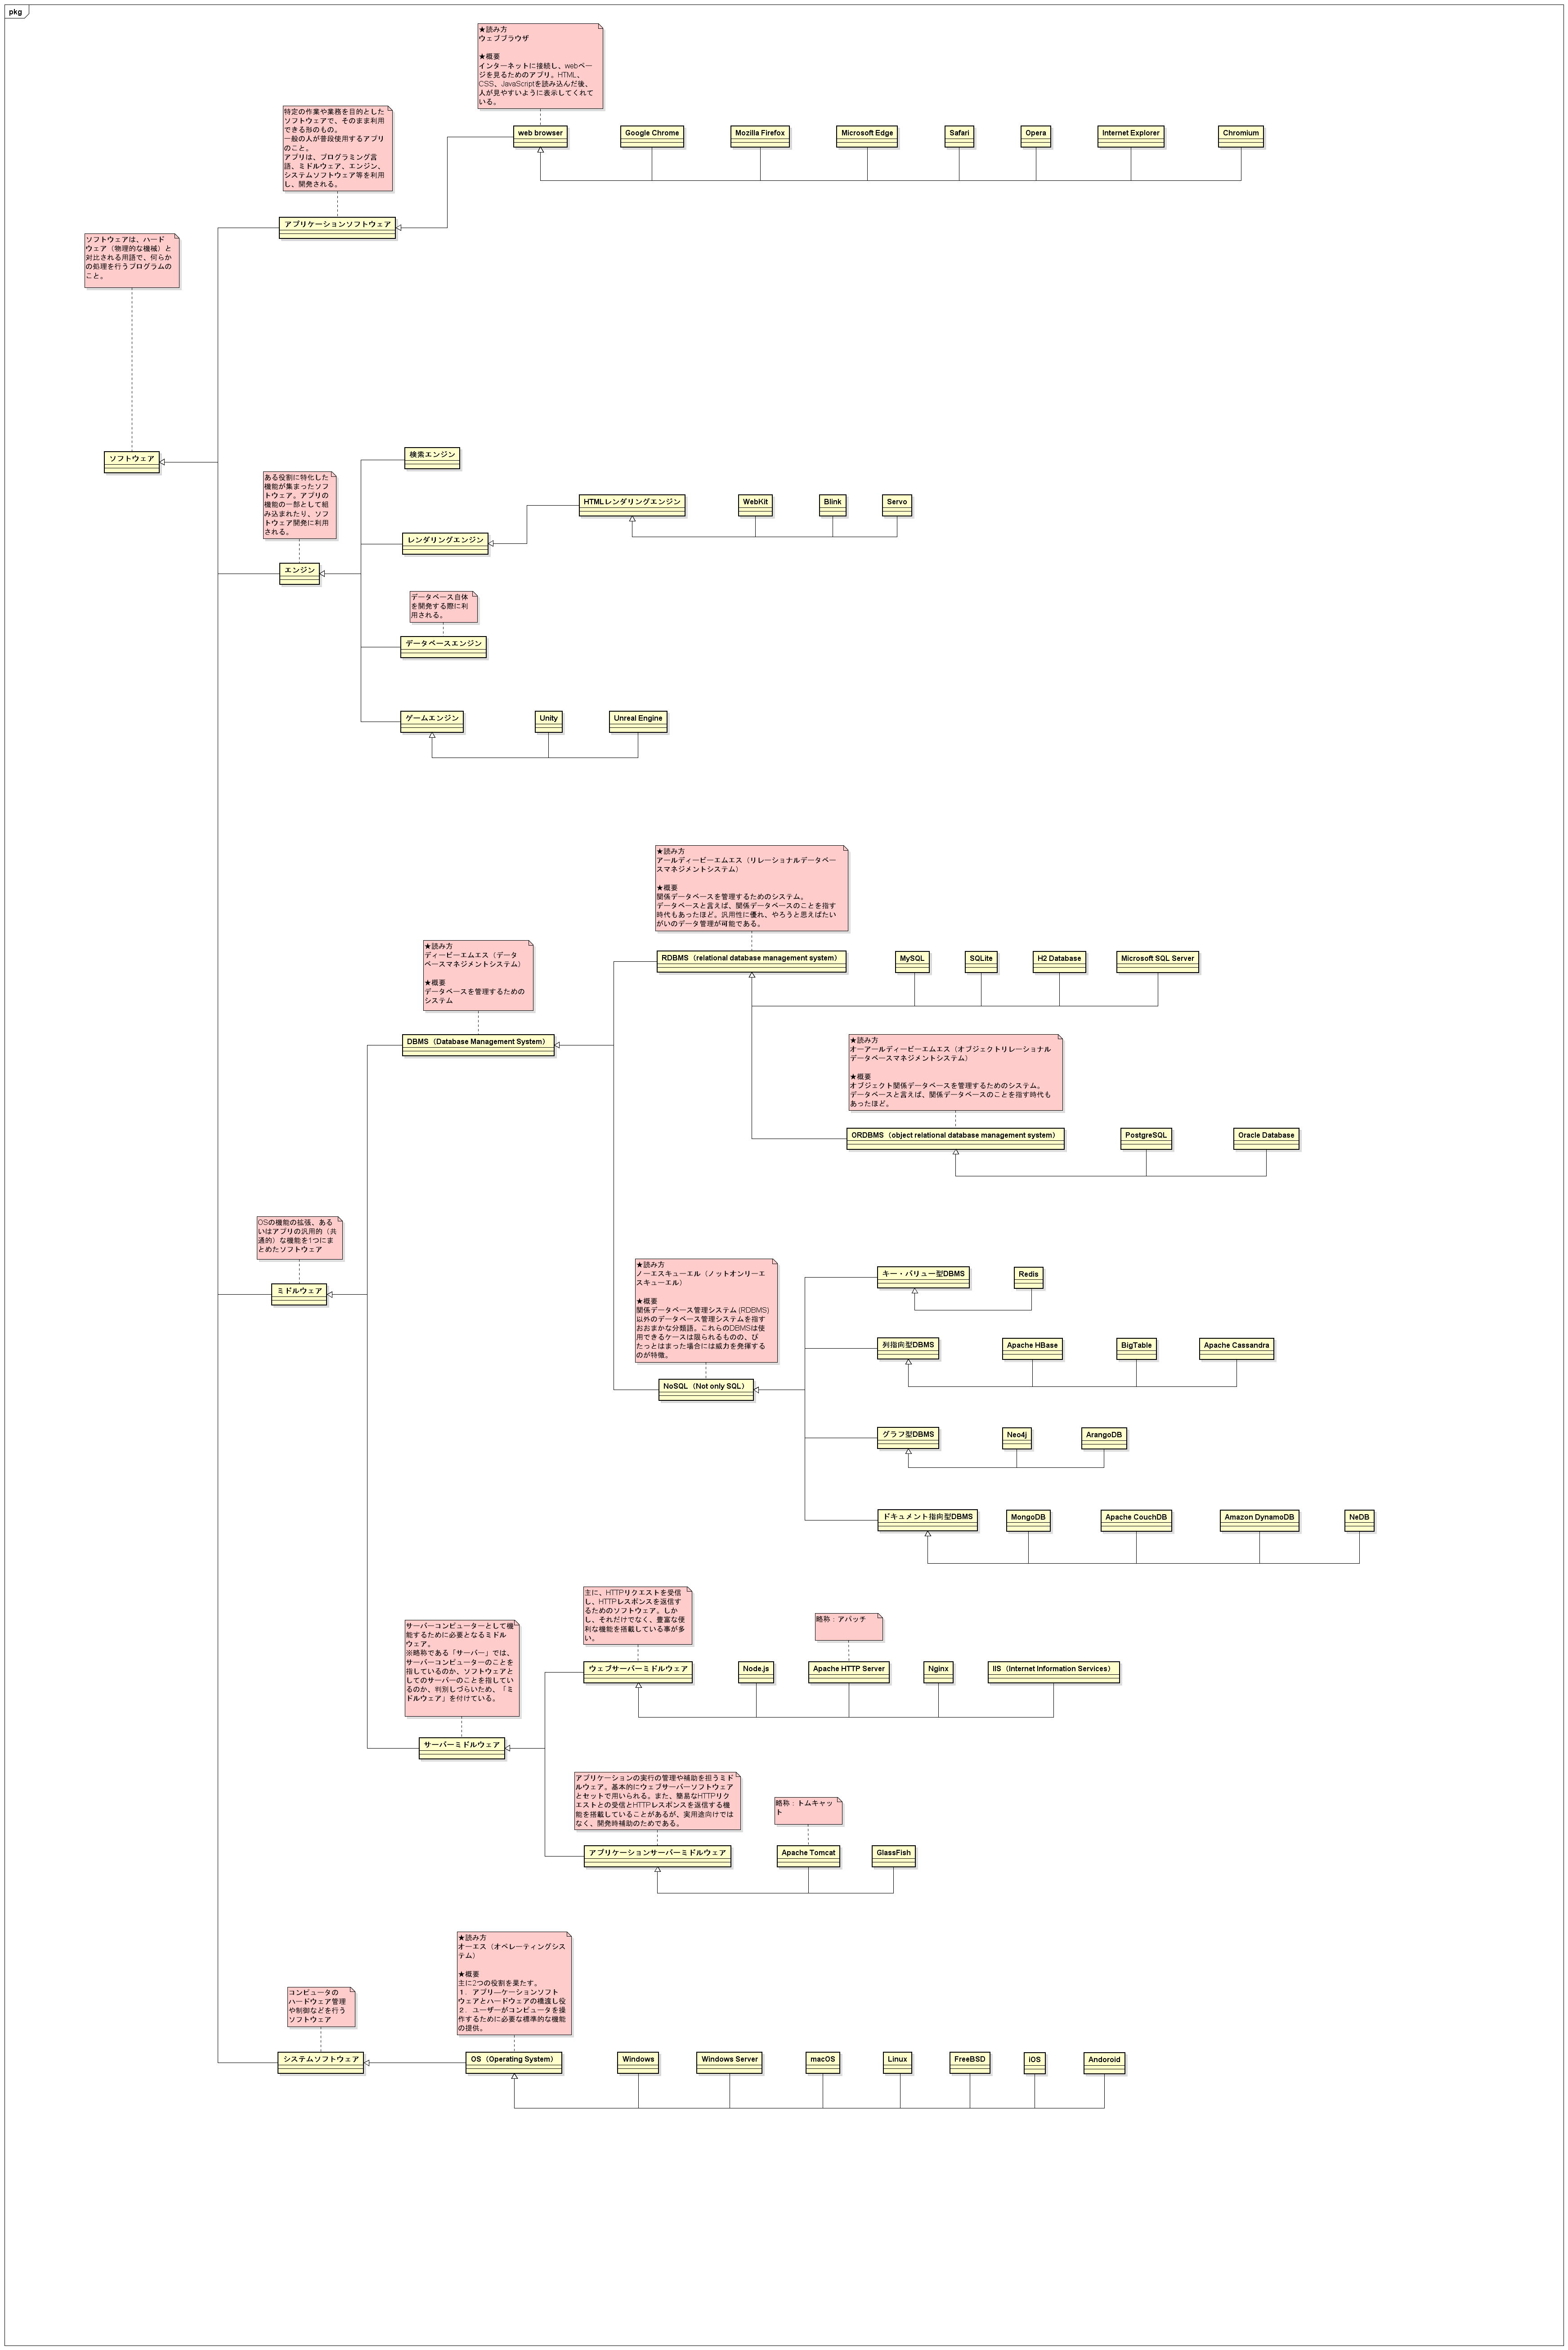 pkg
★読み方
ウェブブラウザ
★概要
インターネットに接続し、webペー
ジを見るためのアプリ。HTML、
CSS、JavaScriptを読み込んだ後、
人が見やすいように表示してくれて
いる。
特定の作業や業務を目的とした
ソフトウェアで、そのまま利用
できる形のもの。
一般の人が普段使用するアプリ
のこと。
アプリは、プログラミング言
語、ミドルウェア、エンジン、
システムソフトウェア等を利用
し、開発される。
web browser
Google Chrome
Mozilla Firefox
Microsoft Edge
Safari
Opera
Internet Explorer
Chromium
アプリケーションソフトウェア
ソフトウェアは、ハード
ウェア（物理的な機械）と
対比される用語で、何らか
の処理を行うプログラムの
こと。
ソフトウェア
検索エンジン
ある役割に特化した
機能が集まったソフ
トウェア。アプリの
機能の一部として組
み込まれたり、ソフ
トウェア開発に利用
される。
HTMLレンダリングエンジン
WebKit
Blink
Servo
レンダリングエンジン
エンジン
データベース自体
を開発する際に利
用される。
データベースエンジン
ゲームエンジン
Unity
Unreal Engine
★読み方
アールディービーエムエス（リレーショナルデータベー
スマネジメントシステム）
★概要
関係データベースを管理するためのシステム。
データベースと言えば、関係データベースのことを指す
時代もあったほど。汎用性に優れ、やろうと思えばたい
がいのデータ管理が可能である。
★読み方
ディービーエムエス（データ
ベースマネジメントシステム）
★概要
データベースを管理するための
システム
RDBMS（relational database management system）
MySQL
SQLite
H2 Database
Microsoft SQL Server
DBMS（Database Management System）
★読み方
オーアールディービーエムエス（オブジェクトリレーショナル
データベースマネジメントシステム）
★概要
オブジェクト関係データベースを管理するためのシステム。
データベースと言えば、関係データベースのことを指す時代も
あったほど。
ORDBMS（object relational database management system）
PostgreSQL
Oracle Database
OSの機能の拡張、ある
いはアプリの汎用的（共
通的）な機能を1つにま
とめたソフトウェア
ミドルウェア
★読み方
ノーエスキューエル（ノットオンリーエ
スキューエル）
★概要
関係データベース管理システム (RDBMS)
以外のデータベース管理システムを指す
おおまかな分類語。これらのDBMSは使
用できるケースは限られるものの、ぴ
たっとはまった場合には威力を発揮する
のが特徴。
NoSQL（Not only SQL）
キー・バリュー型DBMS
Redis
列指向型DBMS
Apache HBase
BigTable
Apache Cassandra
グラフ型DBMS
Neo4j
ArangoDB
ドキュメント指向型DBMS
MongoDB
Apache CouchDB
Amazon DynamoDB
NeDB
主に、HTTPリクエストを受信
し、HTTPレスポンスを返信す
るためのソフトウェア。しか
し、それだけでなく、豊富な便
利な機能を搭載している事が多
い。
略称：アパッチ
サーバーコンピューターとして機
能するために必要となるミドル
ウェア。
※略称である「サーバー」では、
サーバーコンピューターのことを
指しているのか、ソフトウェアと
してのサーバーのことを指してい
るのか、判別しづらいため、「ミ
ドルウェア」を付けている。
ウェブサーバーミドルウェア
Node.js
Apache HTTP Server
Nginx
IIS（Internet Information Services）
サーバーミドルウェア
アプリケーションの実行の管理や補助を担うミド
ルウェア。基本的にウェブサーバーソフトウェア
とセットで用いられる。また、簡易なHTTPリク
エストとの受信とHTTPレスポンスを返信する機
能を搭載していることがあるが、実用途向けでは
なく、開発時補助のためである。
略称：トムキャッ
ト
アプリケーションサーバーミドルウェア
Apache Tomcat
GlassFish
★読み方
オーエス（オペレーティングシス
テム）
★概要
主に2つの役割を果たす。
１．アプリーケーションソフト
ウェアとハードウェアの橋渡し役
２．ユーザーがコンピュータを操
作するために必要な標準的な機能
の提供。
コンピュータの
ハードウェア管理
や制御などを行う
ソフトウェア
システムソフトウェア
OS（Operating System）
Windows
Windows Server
macOS
Linux
FreeBSD
iOS
Andoroid